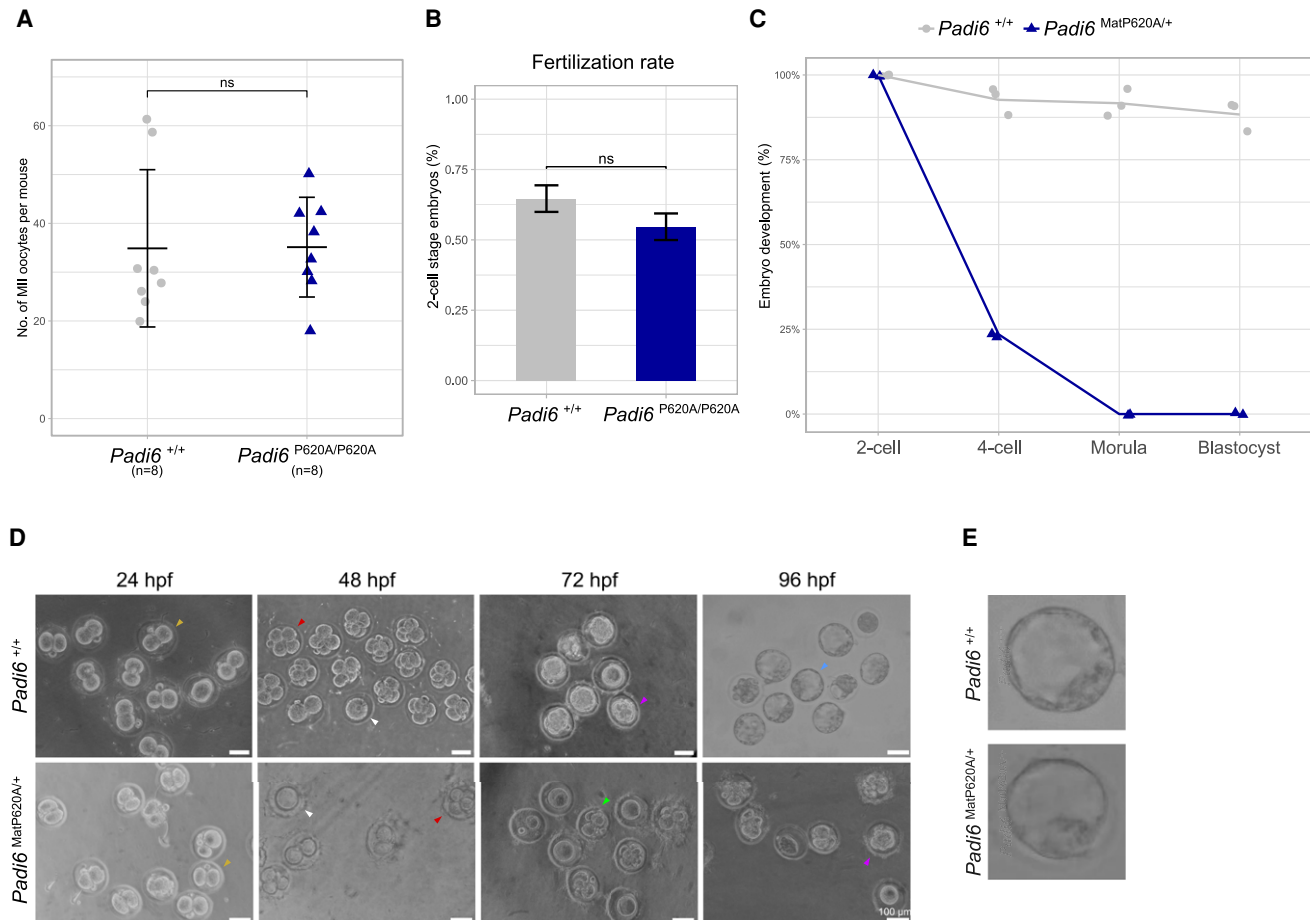 A
No. of MII oocytes per mouse
60
40
20
0
ns
Padi6 +/+
(n=8)
Padi6 P620A/P620A
(n=8)
B
Fertilization rate
2-cell stage embryos (%)
1.00
0.75
0.50
0.25
0.00
ns
Padi6 +/+
Padi6 P620A/P620A
C
Padi6 +/+ Padi6 MatP620A/+
Embryo development (%)
100%
75%
50%
25%
0%
2-cell 4-cell Morula Blastocyst
D
24 hpf 48 hpf 72 hpf 96 hpf
Padi6 +/+
Padi6 MatP620A/+
100 µm
E
Padi6 +/+
Padi6 MatP620A/+